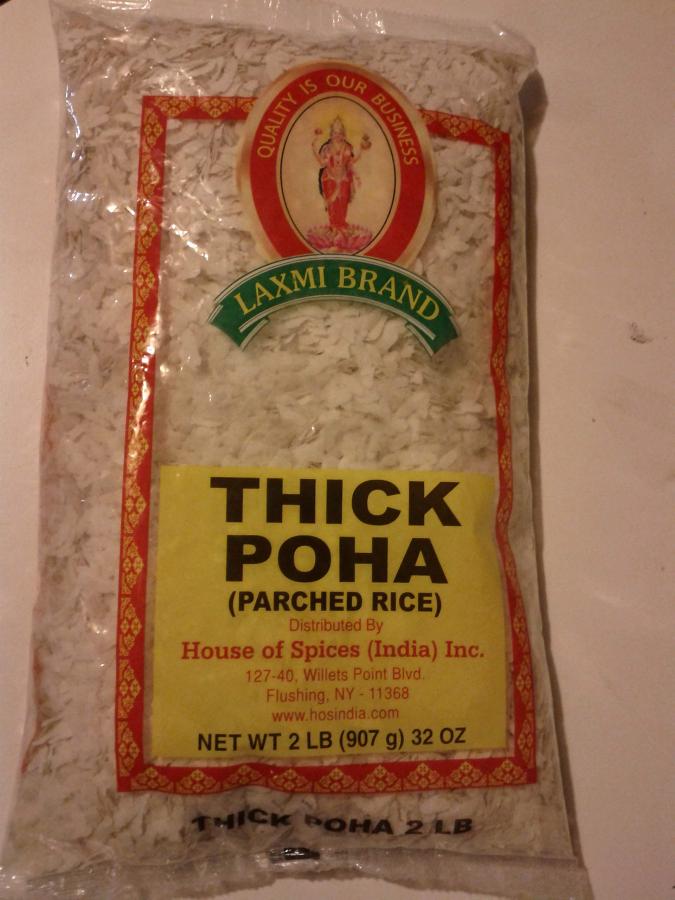 QUALITY IS OUR BUSINESS
LAXMI BRAND
THICK
POHA
(PARCHED RICE)
Distributed By
House of Spices (India) Inc.
127-40, Willets Point Blvd.
Flushing, NY - 11368
www.hosindia.com
NET WT 2 LB (907 g) 32 OZ
THICK POHA 2 LB